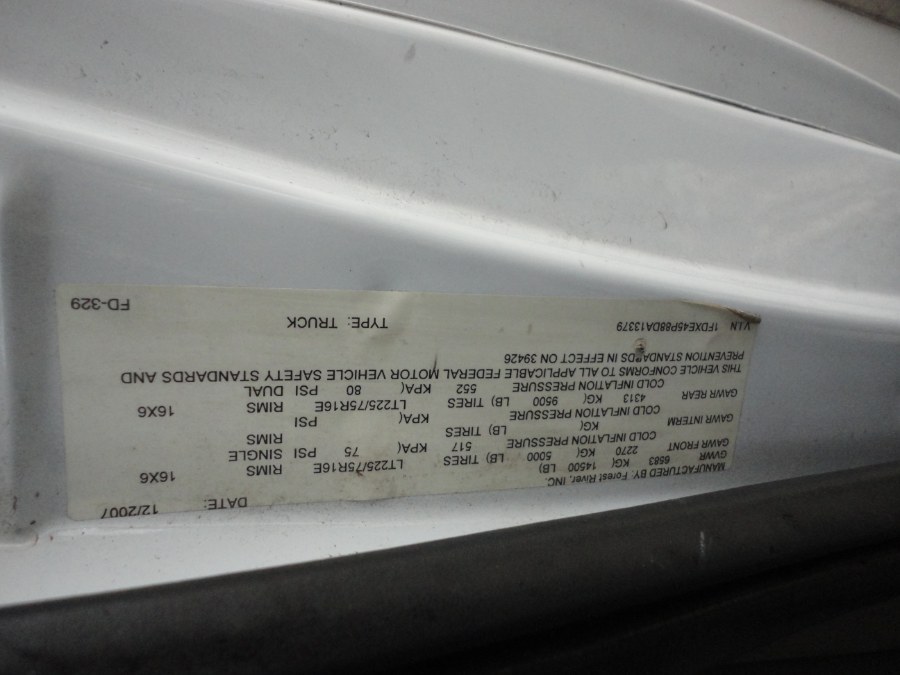 MANUFACTURED BY: Forest River, INC. DATE: 12/2007
GVWR 6583 KG( 14500 LB)
GAWR FRONT 2270 KG( 5000 LB) TIRES LT225/75R16E RIMS 16X6
COLD INFLATION PRESSURE 517 KPA( 75 PSI SINGLE
GAWR INTERM KG( LB) TIRES RIMS
COLD INFLATION PRESSURE KPA( PSI
GAWR REAR 4313 KG( 9500 LB) TIRES LT225/75R16E RIMS 16X6
COLD INFLATION PRESSURE 552 KPA( 80 PSI DUAL
THIS VEHICLE CONFORMS TO ALL APPLICABLE FEDERAL MOTOR VEHICLE SAFETY STANDARDS AND
PREVENTION STANDARDS IN EFFECT ON 39426
V.I.N. 1FDXE45P88DA13379 TYPE: TRUCK
FD-329